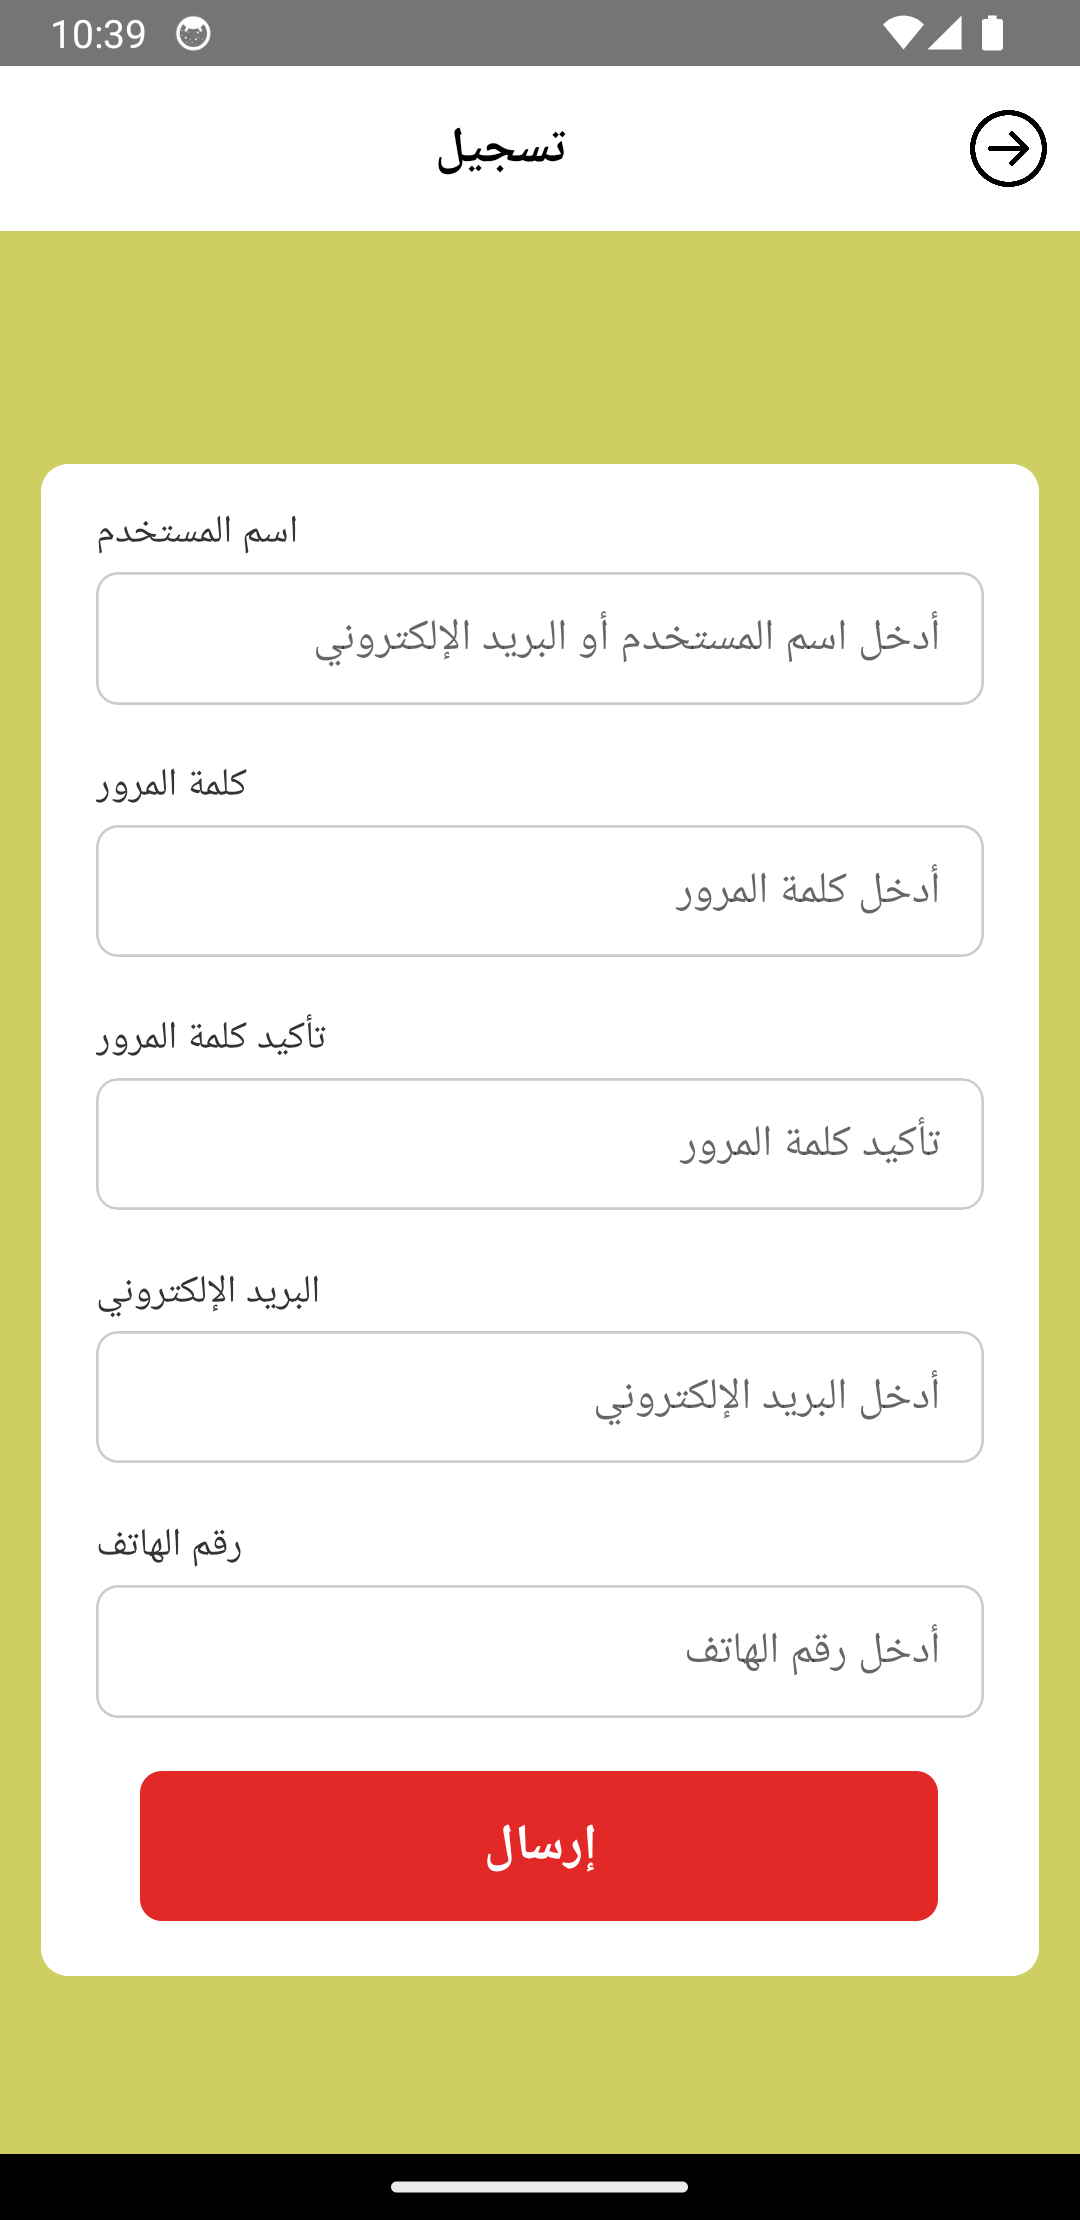 10:39
تسجيل
اسم المستخدم
أدخل اسم المستخدم أو البريد الإلكتروني
كلمة المرور
أدخل كلمة المرور
تأكيد كلمة المرور
تأكيد كلمة المرور
البريد الإلكتروني
أدخل البريد الإلكتروني
رقم الهاتف
أدخل رقم الهاتف
إرسال